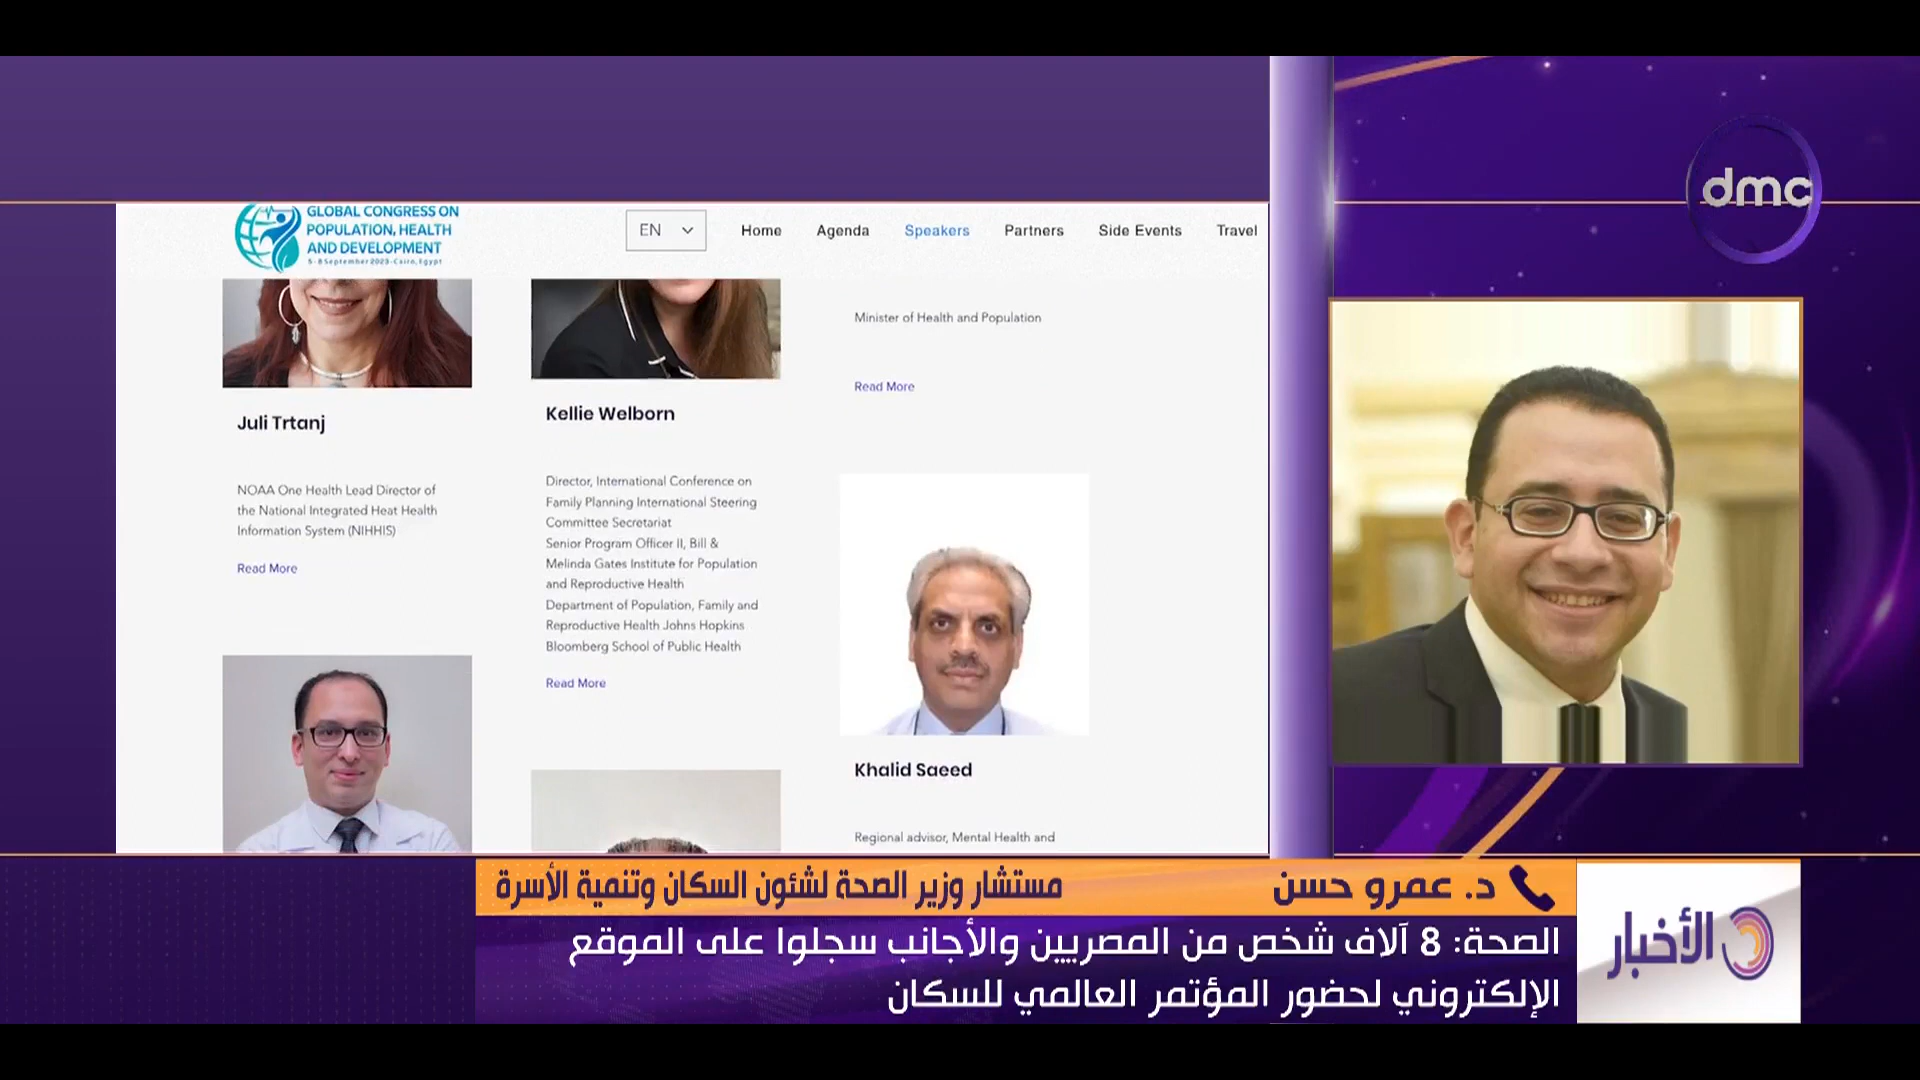 dmc
GLOBAL CONGRESS ON
POPULATION, HEALTH
AND DEVELOPMENT
5-8 September 2023-Cairo, Egypt
EN
Home
Agenda
Speakers
Partners
Side Events
Travel
Juli Trtanj
NOAA One Health Lead Director of
the National Integrated Heat Health
Information System (NIHHIS)
Read More
Kellie Welborn
Director, International Conference on
Family Planning International Steering
Committee Secretariat
Senior Program Officer II, Bill &
Melinda Gates Institute for Population
and Reproductive Health
Department of Population, Family and
Reproductive Health Johns Hopkins
Bloomberg School of Public Health
Read More
Minister of Health and Population
Read More
Khalid Saeed
Regional advisor, Mental Health and
د. عمرو حسن
مستشار وزير الصحة لشئون السكان وتنمية الأسرة
الصحة: 8 آلاف شخص من المصريين والأجانب سجلوا على الموقع
الإلكتروني لحضور المؤتمر العالمي للسكان
الأخبار